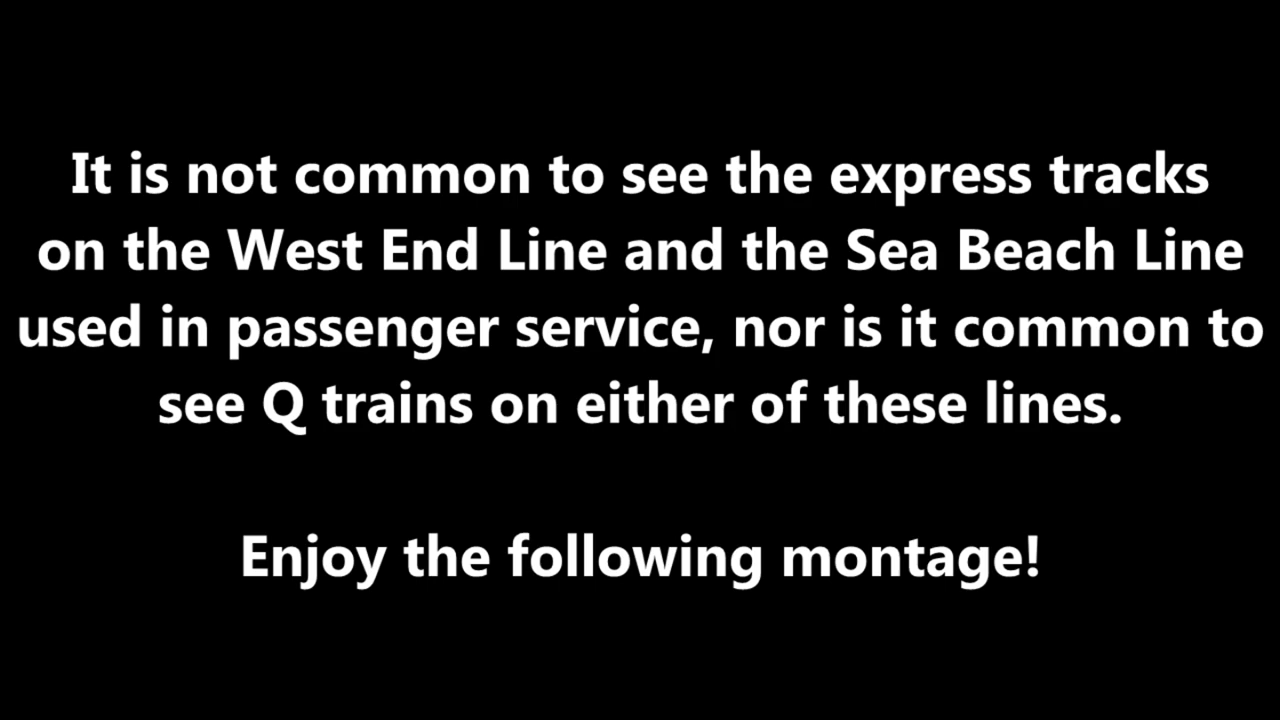 It is not common to see the express tracks
on the West End Line and the Sea Beach Line
used in passenger service, nor is it common to
see Q trains on either of these lines.
Enjoy the following montage!